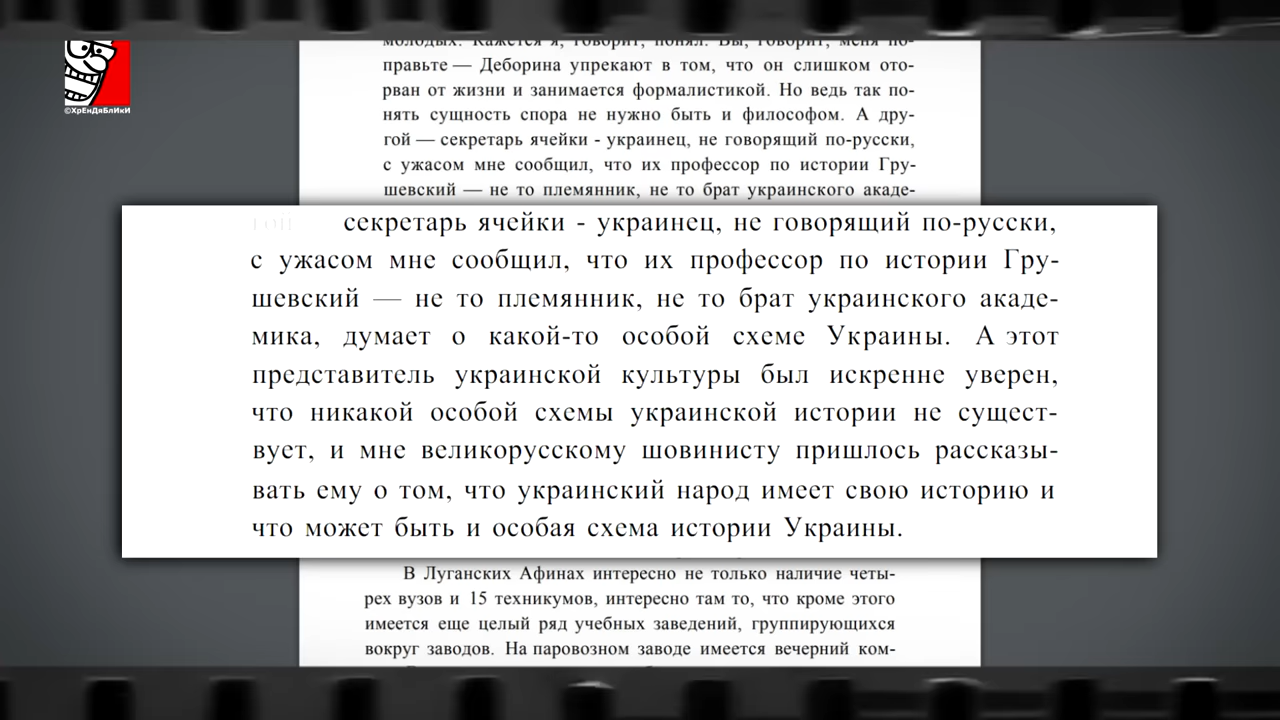 ©ХрЕнДяБлИкИ
молодых. Кажется я, говорит, понял. Вы, говорит, меня по-
правьте — Деборина упрекают в том, что он слишком ото-
рван от жизни и занимается формалистикой. Но ведь так по-
нять сущность спора не нужно быть и философом. А дру-
гой — секретарь ячейки - украинец, не говорящий по-русски,
с ужасом мне сообщил, что их профессор по истории Гру-
шевский — не то племянник, не то брат украинского акаде-
гой секретарь ячейки - украинец, не говорящий по-русски,
с ужасом мне сообщил, что их профессор по истории Гру-
шевский — не то племянник, не то брат украинского акаде-
мика, думает о какой-то особой схеме Украины. А этот
представитель украинской культуры был искренне уверен,
что никакой особой схемы украинской истории не сущест-
вует, и мне великорусскому шовинисту пришлось рассказы-
вать ему о том, что украинский народ имеет свою историю и
что может быть и особая схема истории Украины.
В Луганских Афинах интересно не только наличие четы-
рех вузов и 15 техникумов, интересно там то, что кроме этого
имеется еще целый ряд учебных заведений, группирующихся
вокруг заводов. На паровозном заводе имеется вечерний ком-